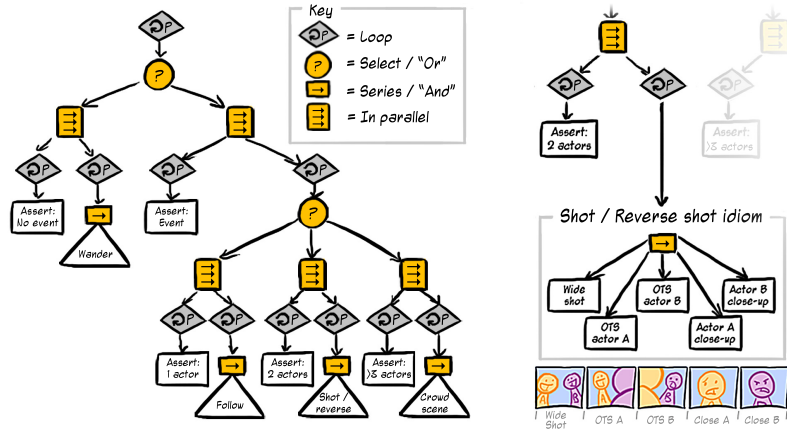 Key
P = Loop
? = Select / "Or"
= Series / "And"
= In parallel
P
?
P
P
P
P
Assert:
No event
Wander
Assert:
Event
?
P
P
P
P
P
P
Assert:
1 actor
Follow
Assert:
2 actors
Shot /
reverse
Assert:
>3 actors
Crowd
scene
P
P
P
Assert:
2 actors
Assert:
>3 actors
Shot / Reverse shot idiom
Wide
shot
OTS
actor A
OTS
actor B
Actor A
close-up
Actor B
close-up
A
B
A
B
A
B
Wide
Shot
OTS A
OTS B
Close A
Close B